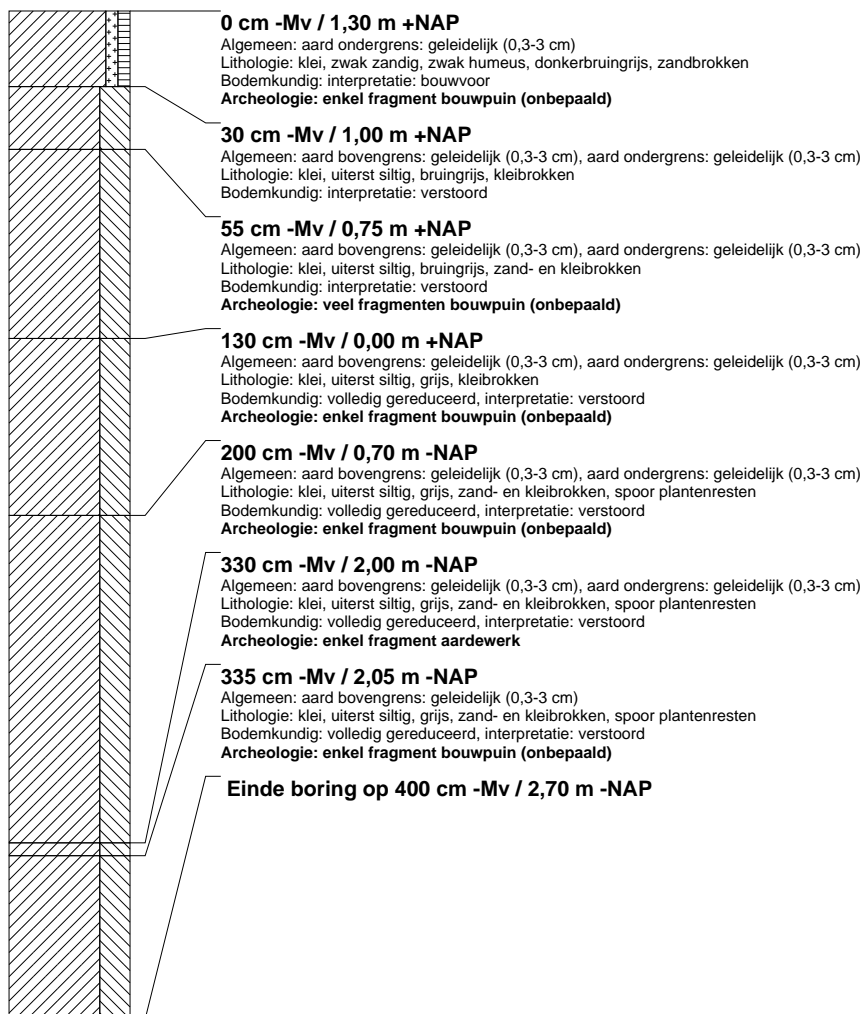 0 cm -Mv / 1,30 m +NAP
Algemeen: aard ondergrens: geleidelijk (0,3-3 cm)
Lithologie: klei, zwak zandig, zwak humeus, donkerbruingrijs, zandbrokken
Bodemkundig: interpretatie: bouwvoor
Archeologie: enkel fragment bouwpuin (onbepaald)
30 cm -Mv / 1,00 m +NAP
Algemeen: aard bovengrens: geleidelijk (0,3-3 cm), aard ondergrens: geleidelijk (0,3-3 cm)
Lithologie: klei, uiterst siltig, bruingrijs, kleibrokken
Bodemkundig: interpretatie: verstoord
55 cm -Mv / 0,75 m +NAP
Algemeen: aard bovengrens: geleidelijk (0,3-3 cm), aard ondergrens: geleidelijk (0,3-3 cm)
Lithologie: klei, uiterst siltig, bruingrijs, zand- en kleibrokken
Bodemkundig: interpretatie: verstoord
Archeologie: veel fragmenten bouwpuin (onbepaald)
130 cm -Mv / 0,00 m +NAP
Algemeen: aard bovengrens: geleidelijk (0,3-3 cm), aard ondergrens: geleidelijk (0,3-3 cm)
Lithologie: klei, uiterst siltig, grijs, kleibrokken
Bodemkundig: volledig gereduceerd, interpretatie: verstoord
Archeologie: enkel fragment bouwpuin (onbepaald)
200 cm -Mv / 0,70 m -NAP
Algemeen: aard bovengrens: geleidelijk (0,3-3 cm), aard ondergrens: geleidelijk (0,3-3 cm)
Lithologie: klei, uiterst siltig, grijs, zand- en kleibrokken, spoor plantenresten
Bodemkundig: volledig gereduceerd, interpretatie: verstoord
Archeologie: enkel fragment bouwpuin (onbepaald)
330 cm -Mv / 2,00 m -NAP
Algemeen: aard bovengrens: geleidelijk (0,3-3 cm), aard ondergrens: geleidelijk (0,3-3 cm)
Lithologie: klei, uiterst siltig, grijs, zand- en kleibrokken, spoor plantenresten
Bodemkundig: volledig gereduceerd, interpretatie: verstoord
Archeologie: enkel fragment aardewerk
335 cm -Mv / 2,05 m -NAP
Algemeen: aard bovengrens: geleidelijk (0,3-3 cm)
Lithologie: klei, uiterst siltig, grijs, zand- en kleibrokken, spoor plantenresten
Bodemkundig: volledig gereduceerd, interpretatie: verstoord
Archeologie: enkel fragment bouwpuin (onbepaald)
Einde boring op 400 cm -Mv / 2,70 m -NAP